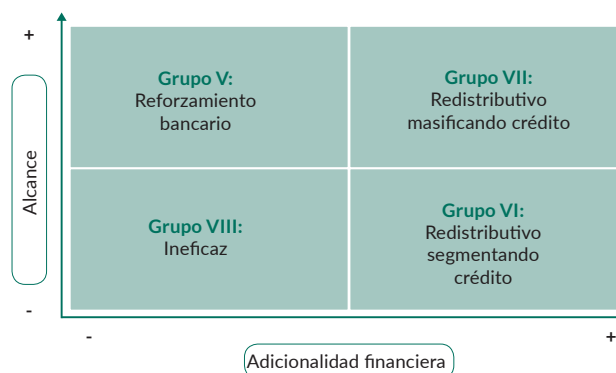 +
Alcance
-
Grupo V:
Reforzamiento
bancario
Grupo VII:
Redistributivo
masificando crédito
Grupo VIII:
Ineficaz
Grupo VI:
Redistributivo
segmentando
crédito
-
+
Adicionalidad financiera